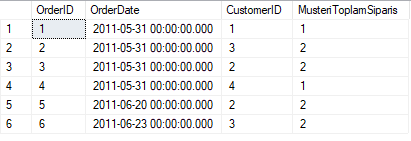 OrderID OrderDate CustomerID MusteriToplamSiparis
1 1 2011-05-31 00:00:00.000 1 1
2 2 2011-05-31 00:00:00.000 3 2
3 3 2011-05-31 00:00:00.000 2 2
4 4 2011-05-31 00:00:00.000 4 1
5 5 2011-06-20 00:00:00.000 2 2
6 6 2011-06-23 00:00:00.000 3 2